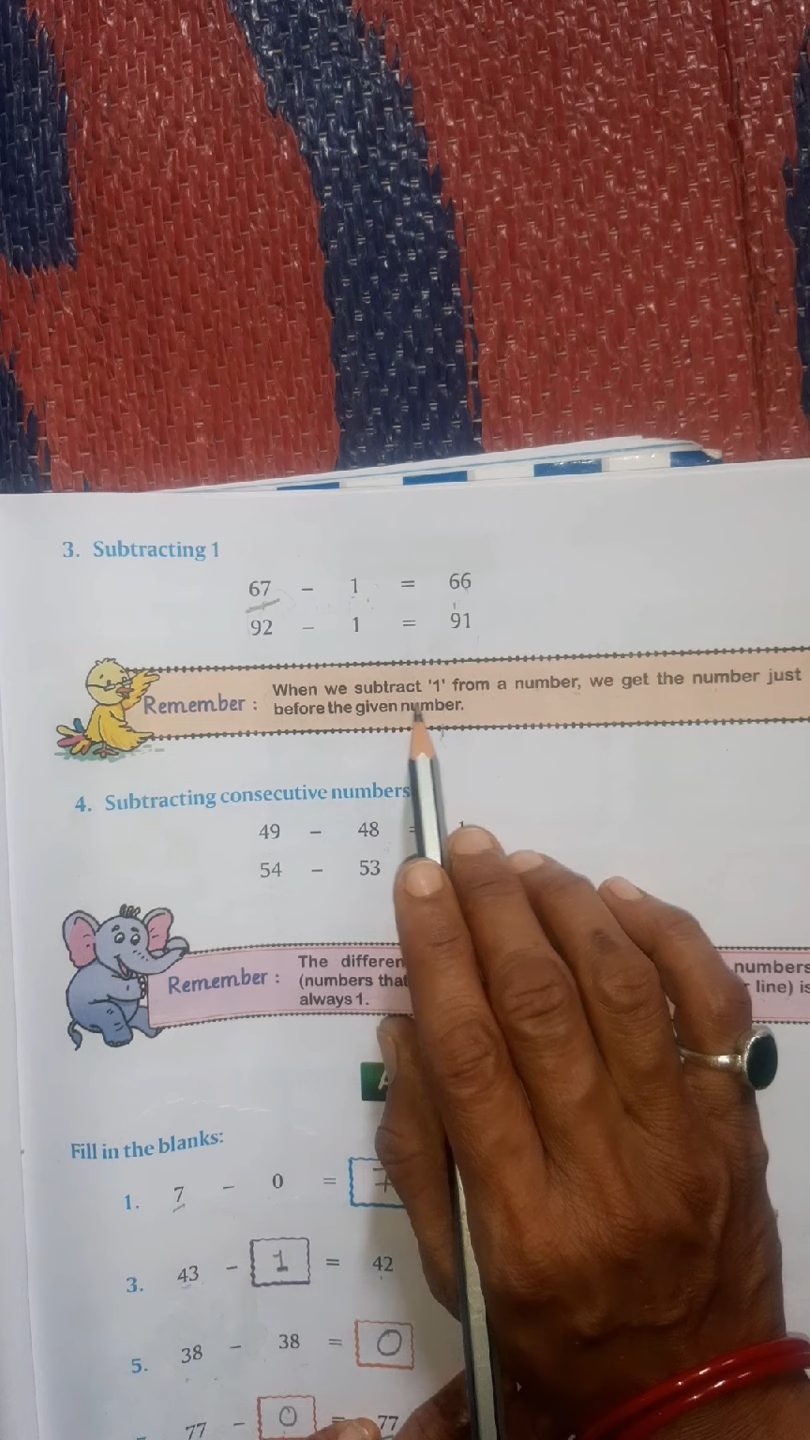 3. Subtracting 1
67 - 1 = 66
92 - 1 = 91
Remember : When we subtract '1' from a number, we get the number just
before the given number.
4. Subtracting consecutive numbers
49 - 48 =
54 - 53
Remember : The numbers
(numbers that line) is
always 1.
Fill in the blanks:
1. 7 - 0 = 7
3. 43 - 1 = 42
5. 38 - 38 = 0
77 - 0 = 77